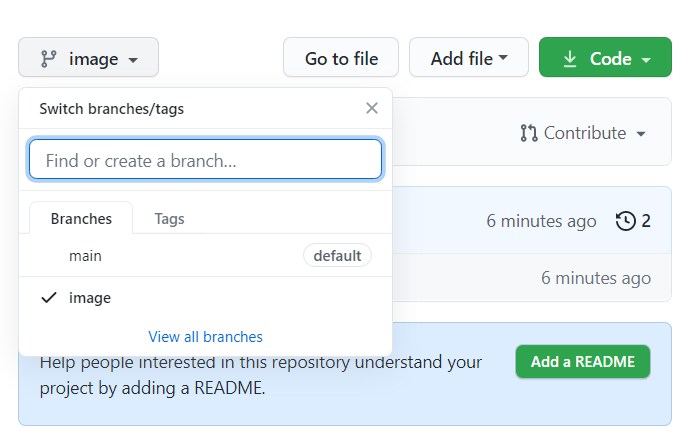 image
Go to file
Add file
Code
Switch branches/tags
Find or create a branch...
Contribute
Branches
Tags
6 minutes ago
2
main
default
6 minutes ago
image
View all branches
Help people interested in this repository understand your
project by adding a README.
Add a README